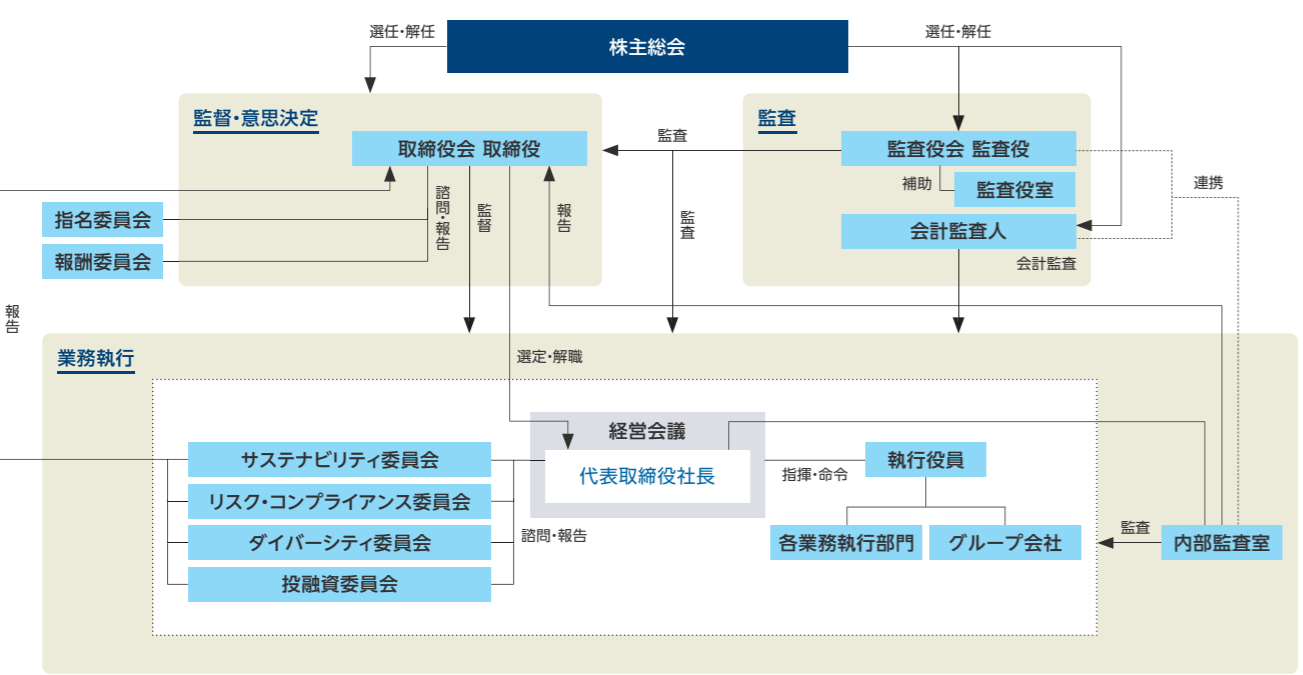 選任・解任
株主総会
選任・解任
監督・意思決定
監査
取締役会 取締役
監査
監査役会 監査役
補助
監査役室
連携
指名委員会
報酬委員会
諮問・報告
監督
報告
監査
会計監査人
会計監査
報告
業務執行
選定・解職
経営会議
代表取締役社長
サステナビリティ委員会
リスク・コンプライアンス委員会
ダイバーシティ委員会
投融資委員会
諮問・報告
指揮・命令
執行役員
各業務執行部門
グループ会社
監査
内部監査室